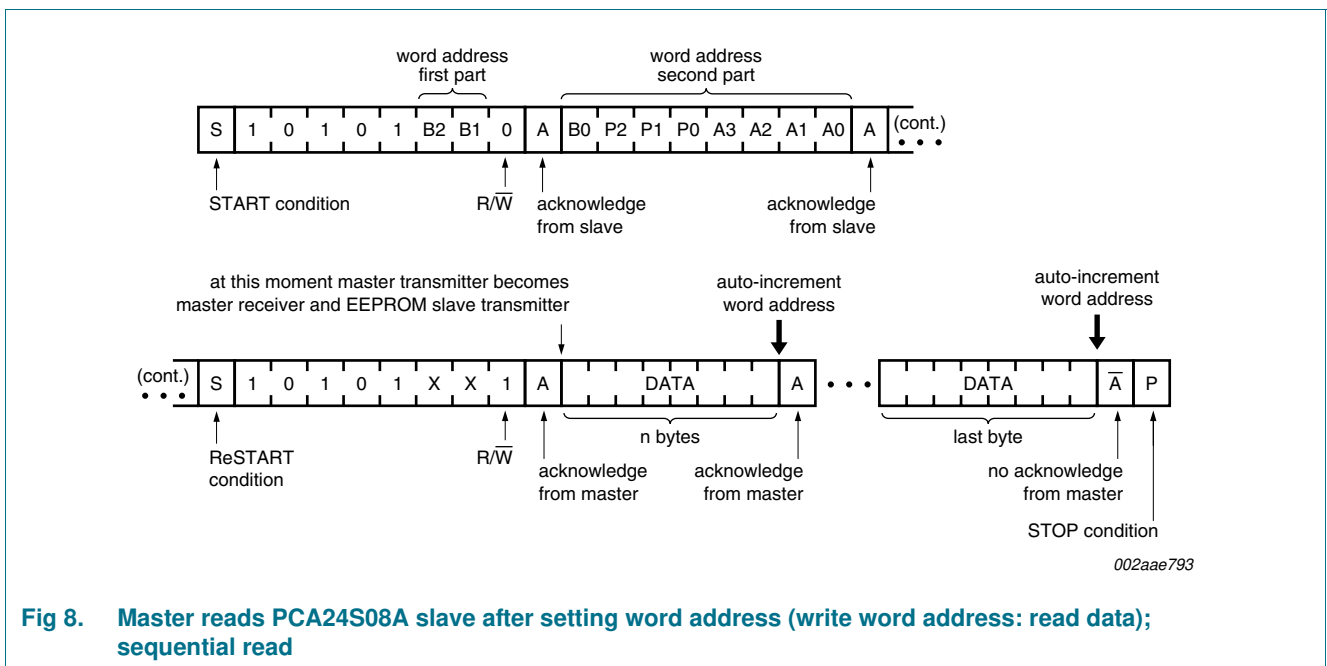 word address
first part
word address
second part
S 1 0 1 0 1 B2 B1 0 A B0 P2 P1 P0 A3 A2 A1 A0 A (cont.)
START condition
R/W̅
acknowledge
from slave
acknowledge
from slave
at this moment master transmitter becomes
master receiver and EEPROM slave transmitter
auto-increment
word address
auto-increment
word address
(cont.) S 1 0 1 0 1 X X 1 A DATA A DATA A̅ P
n bytes
last byte
ReSTART
condition
R/W̅
acknowledge
from master
acknowledge
from master
no acknowledge
from master
STOP condition
002aae793
Fig 8. Master reads PCA24S08A slave after setting word address (write word address: read data);
sequential read